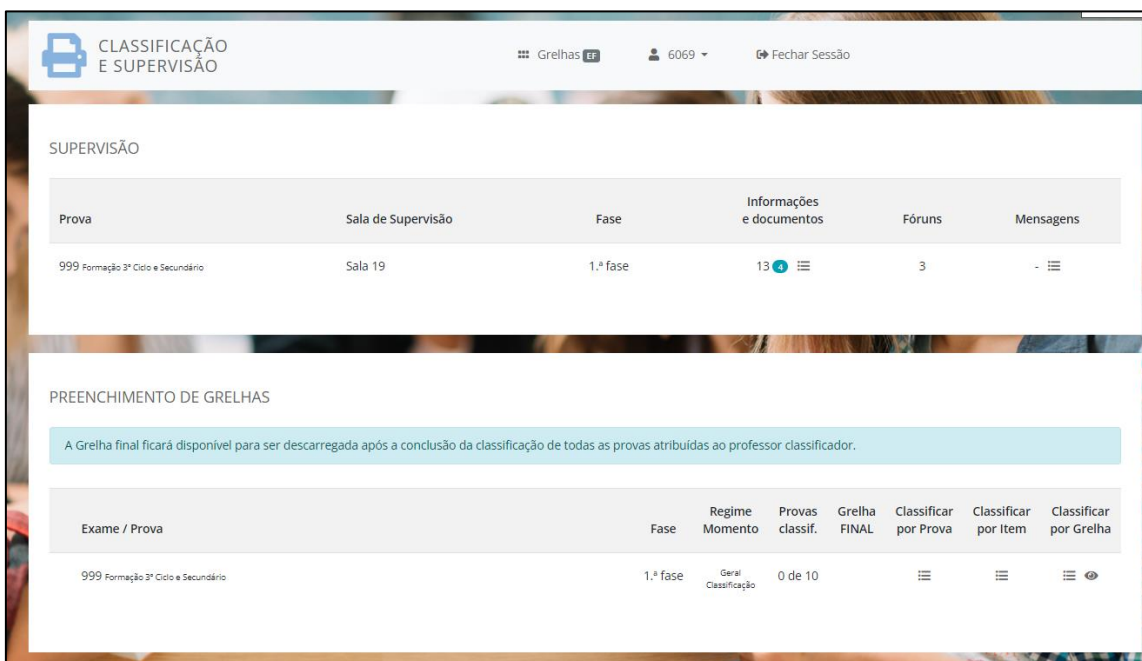 CLASSIFICAÇÃO
E SUPERVISÃO
Grelhas EF 6069 Fechar Sessão
SUPERVISÃO
Informações
Prova Sala de Supervisão Fase e documentos Fóruns Mensagens
999 Formação 3º Ciclo e Secundário Sala 19 1.ª fase 13 4 3 -
PREENCHIMENTO DE GRELHAS
A Grelha final ficará disponível para ser descarregada após a conclusão da classificação de todas as provas atribuídas ao professor classificador.
Regime Provas Grelha Classificar Classificar Classificar
Exame / Prova Fase Momento classif. FINAL por Prova por Item por Grelha
999 Formação 3º Ciclo e Secundário 1.ª fase Geral 0 de 10
Classificação